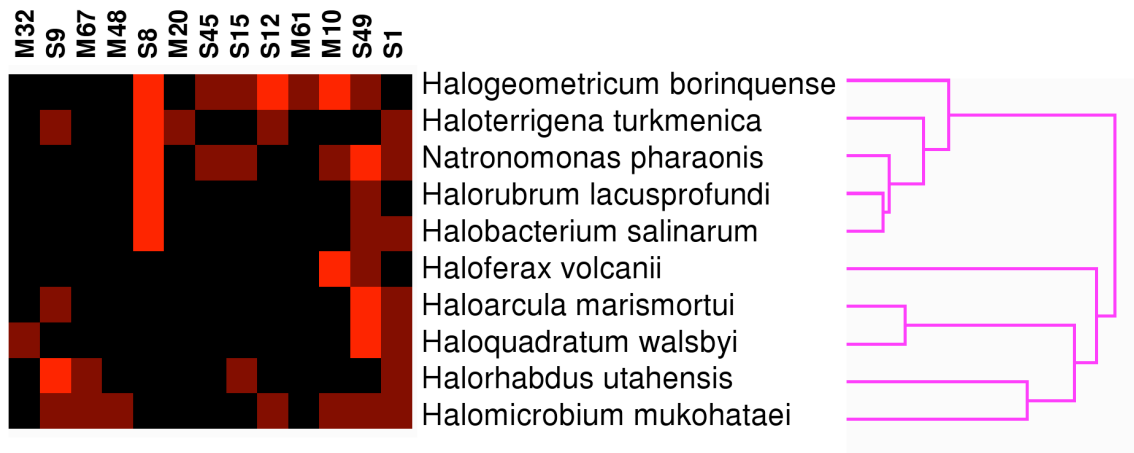 M32 S9 M67 M48 S8 M20 S45 S15 S12 M61 M10 S49 S1
Halogeometricum borinquense
Haloterrigena turkmenica
Natronomonas pharaonis
Halorubrum lacusprofundi
Halobacterium salinarum
Haloferax volcanii
Haloarcula marismortui
Haloquadratum walsbyi
Halorhabdus utahensis
Halomicrobium mukohataei